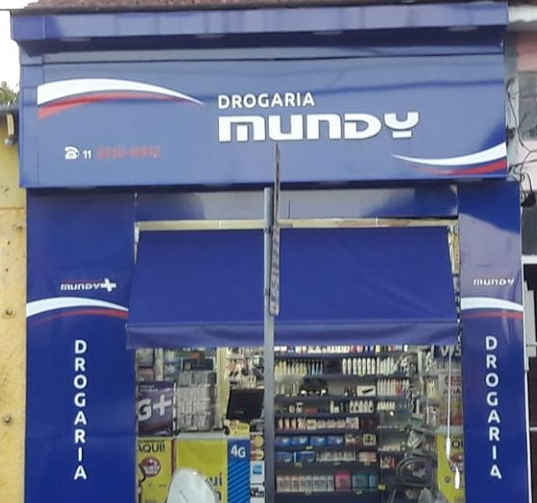 DROGARIA
MUNDY
11
MUNDY+
DROGARIA
MUNDY
DROGARIA
G+
AQUI!
4G